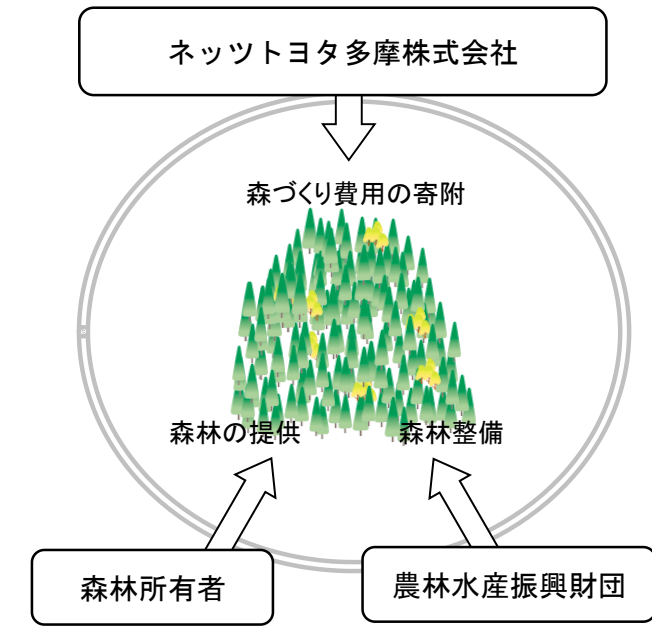 ネッツトヨタ多摩株式会社
森づくり費用の寄附
森林の提供
森林整備
森林所有者
農林水産振興財団